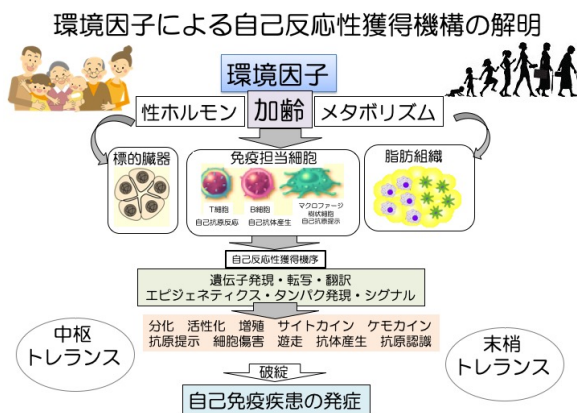 環境因子による自己反応性獲得機構の解明
環境因子
性ホルモン
加齢
メタボリズム
標的臓器
免疫担当細胞
脂肪組織
T細胞
自己抗原反応
B細胞
自己抗体産生
マクロファージ
樹状細胞
自己抗原提示
自己反応性獲得機序
遺伝子発現・転写・翻訳
エピジェネティクス・タンパク発現・シグナル
分化 活性化 増殖 サイトカイン ケモカイン
抗原提示 細胞傷害 遊走 抗体産生 抗原認識
中枢
トレランス
末梢
トレランス
破綻
自己免疫疾患の発症